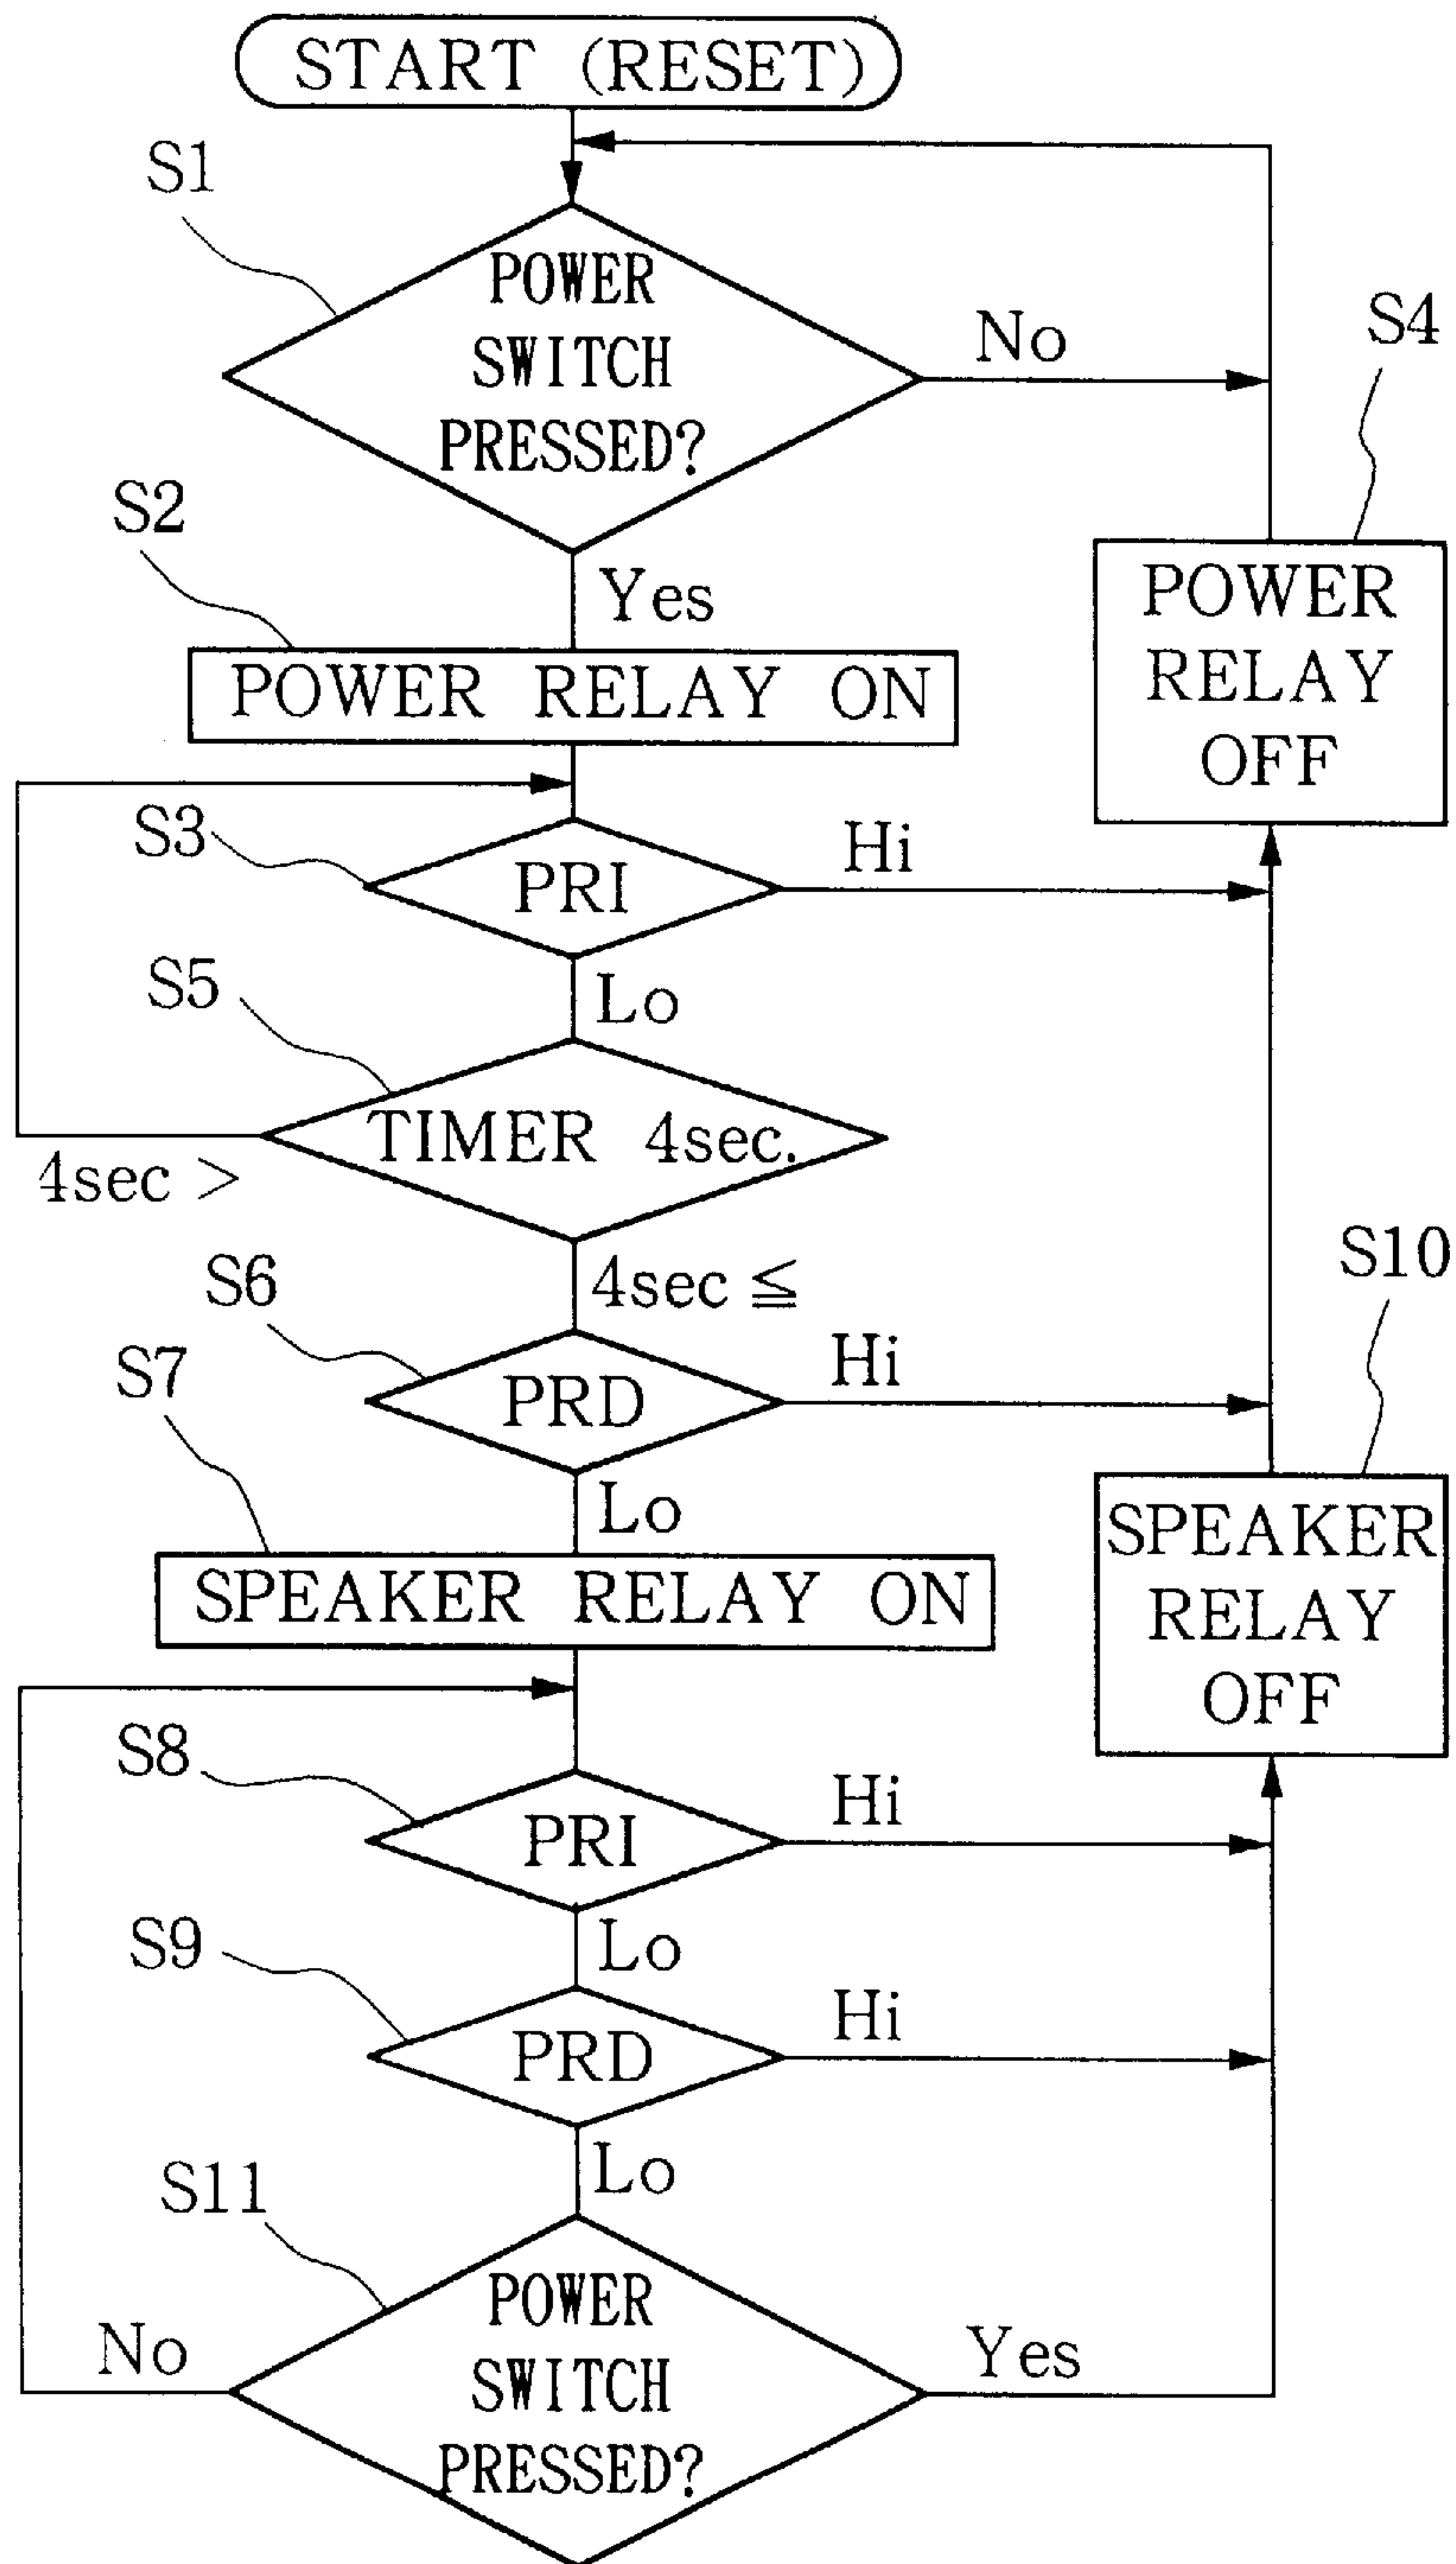 START (RESET)
S1
POWER
SWITCH
PRESSED?
No
S4
S2
Yes
POWER RELAY ON
POWER
RELAY
OFF
S3
PRI
Hi
S5
Lo
TIMER 4sec.
4sec >
S6
4sec ≦
S10
S7
PRD
Hi
Lo
SPEAKER RELAY ON
SPEAKER
RELAY
OFF
S8
PRI
Hi
S9
Lo
PRD
Hi
S11
Lo
POWER
SWITCH
PRESSED?
No
Yes